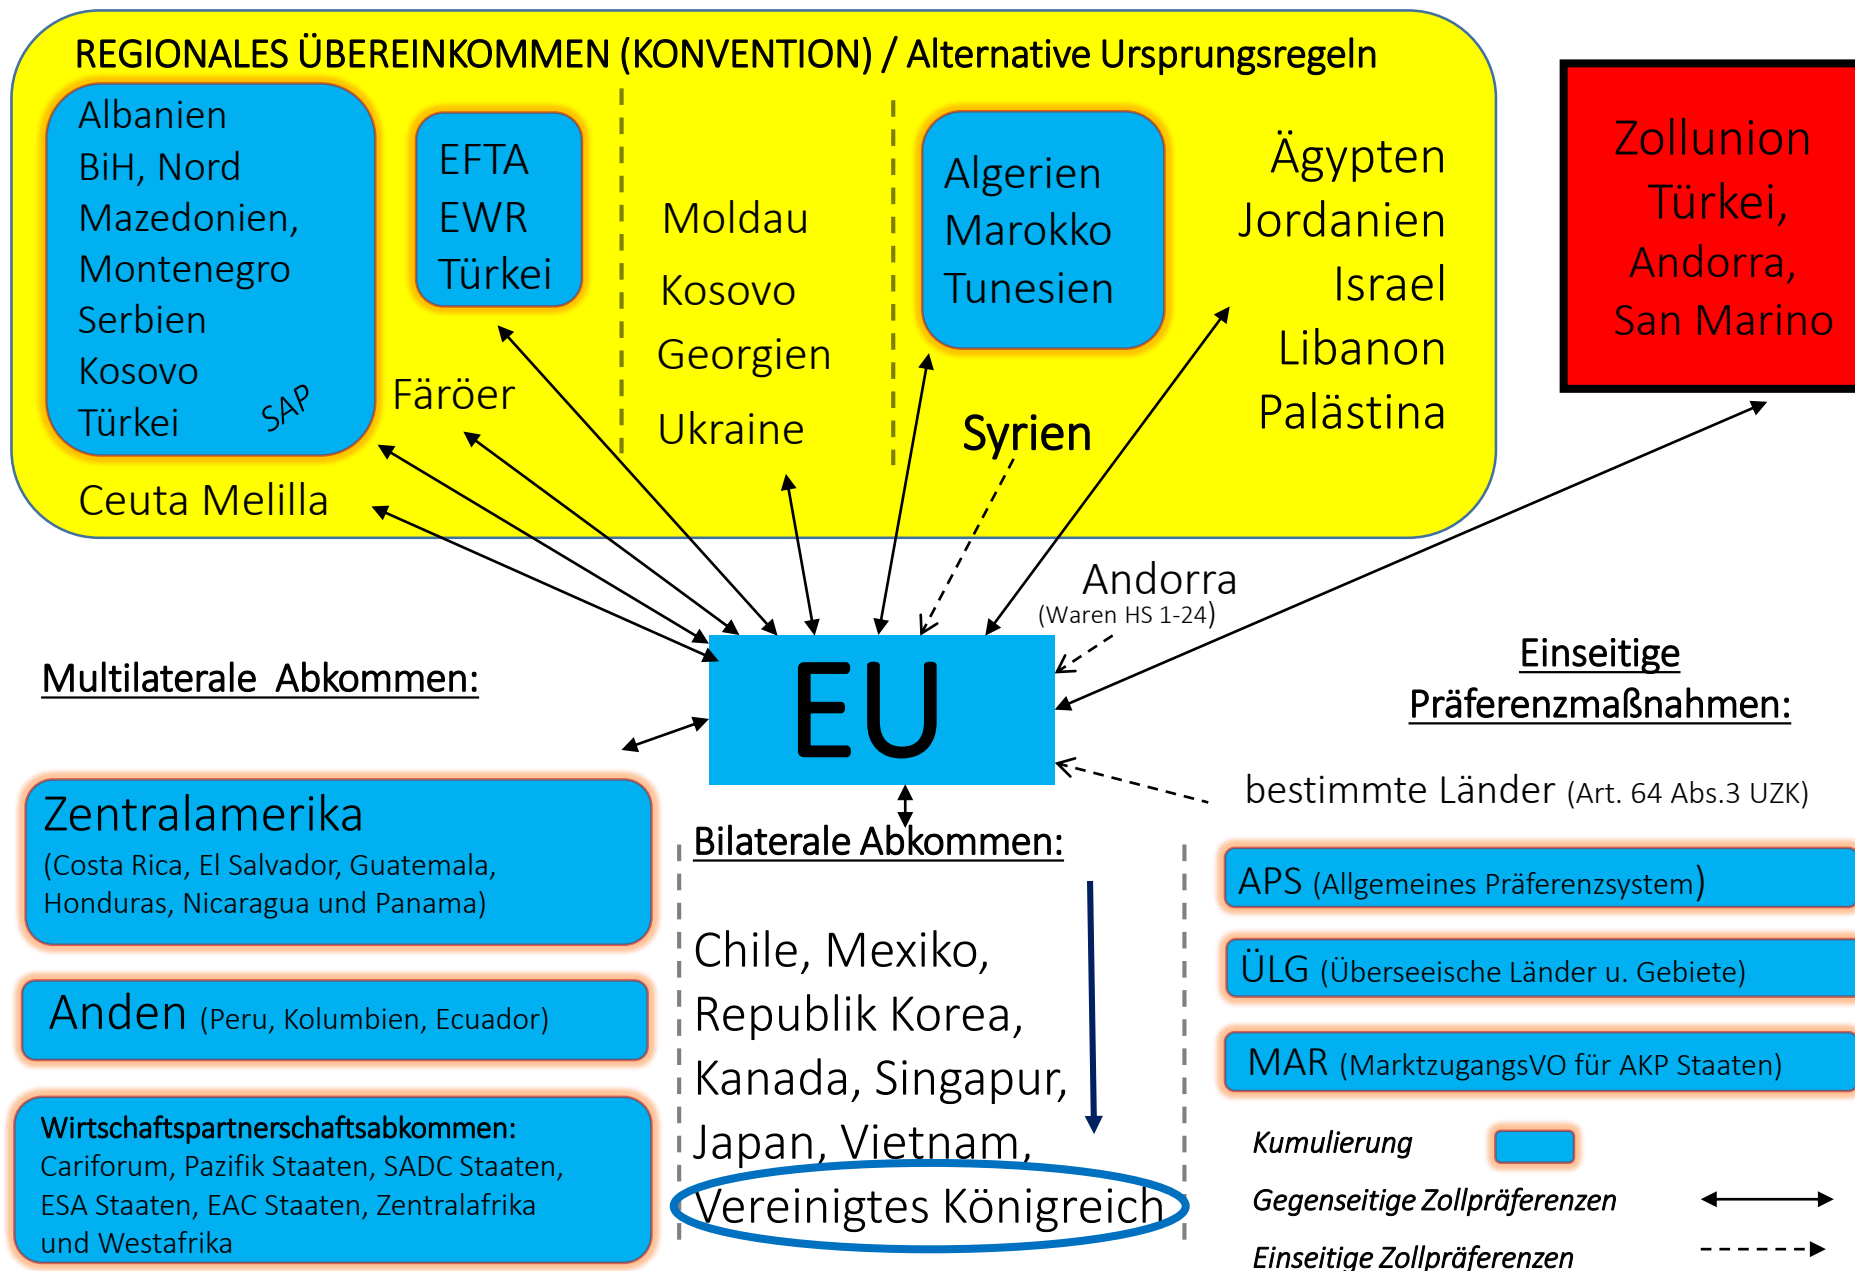 REGIONALES ÜBEREINKOMMEN (KONVENTION) / Alternative Ursprungsregeln
Albanien
BiH, Nord
Mazedonien,
Montenegro
Serbien
Kosovo
Türkei
SAP
EFTA
EWR
Türkei
Färöer
Ceuta Melilla
Moldau
Kosovo
Georgien
Ukraine
Algerien
Marokko
Tunesien
Syrien
Ägypten
Jordanien
Israel
Libanon
Palästina
Zollunion
Türkei,
Andorra,
San Marino
Andorra
(Waren HS 1-24)
EU
Multilaterale Abkommen:
Zentralamerika
(Costa Rica, El Salvador, Guatemala,
Honduras, Nicaragua und Panama)
Anden (Peru, Kolumbien, Ecuador)
Wirtschaftspartnerschaftsabkommen:
Cariforum, Pazifik Staaten, SADC Staaten,
ESA Staaten, EAC Staaten, Zentralafrika
und Westafrika
Bilaterale Abkommen:
Chile, Mexiko,
Republik Korea,
Kanada, Singapur,
Japan, Vietnam,
Vereinigtes Königreich
Einseitige
Präferenzmaßnahmen:
bestimmte Länder (Art. 64 Abs.3 UZK)
APS (Allgemeines Präferenzsystem)
ÜLG (Überseeische Länder u. Gebiete)
MAR (MarktzugangsVO für AKP Staaten)
Kumulierung
Gegenseitige Zollpräferenzen
Einseitige Zollpräferenzen